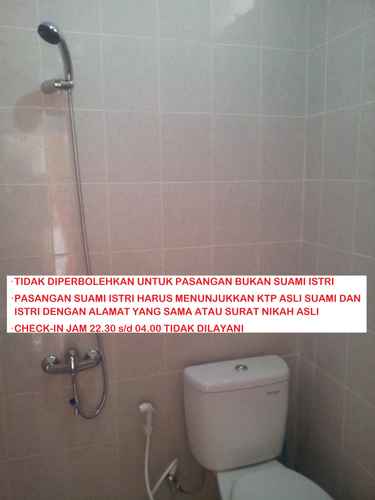 · TIDAK DIPERBOLEHKAN UNTUK PASANGAN BUKAN SUAMI ISTRI
· PASANGAN SUAMI ISTRI HARUS MENUNJUKKAN KTP ASLI SUAMI DAN
ISTRI DENGAN ALAMAT YANG SAMA ATAU SURAT NIKAH ASLI
· CHECK-IN JAM 22.30 s/d 04.00 TIDAK DILAYANI